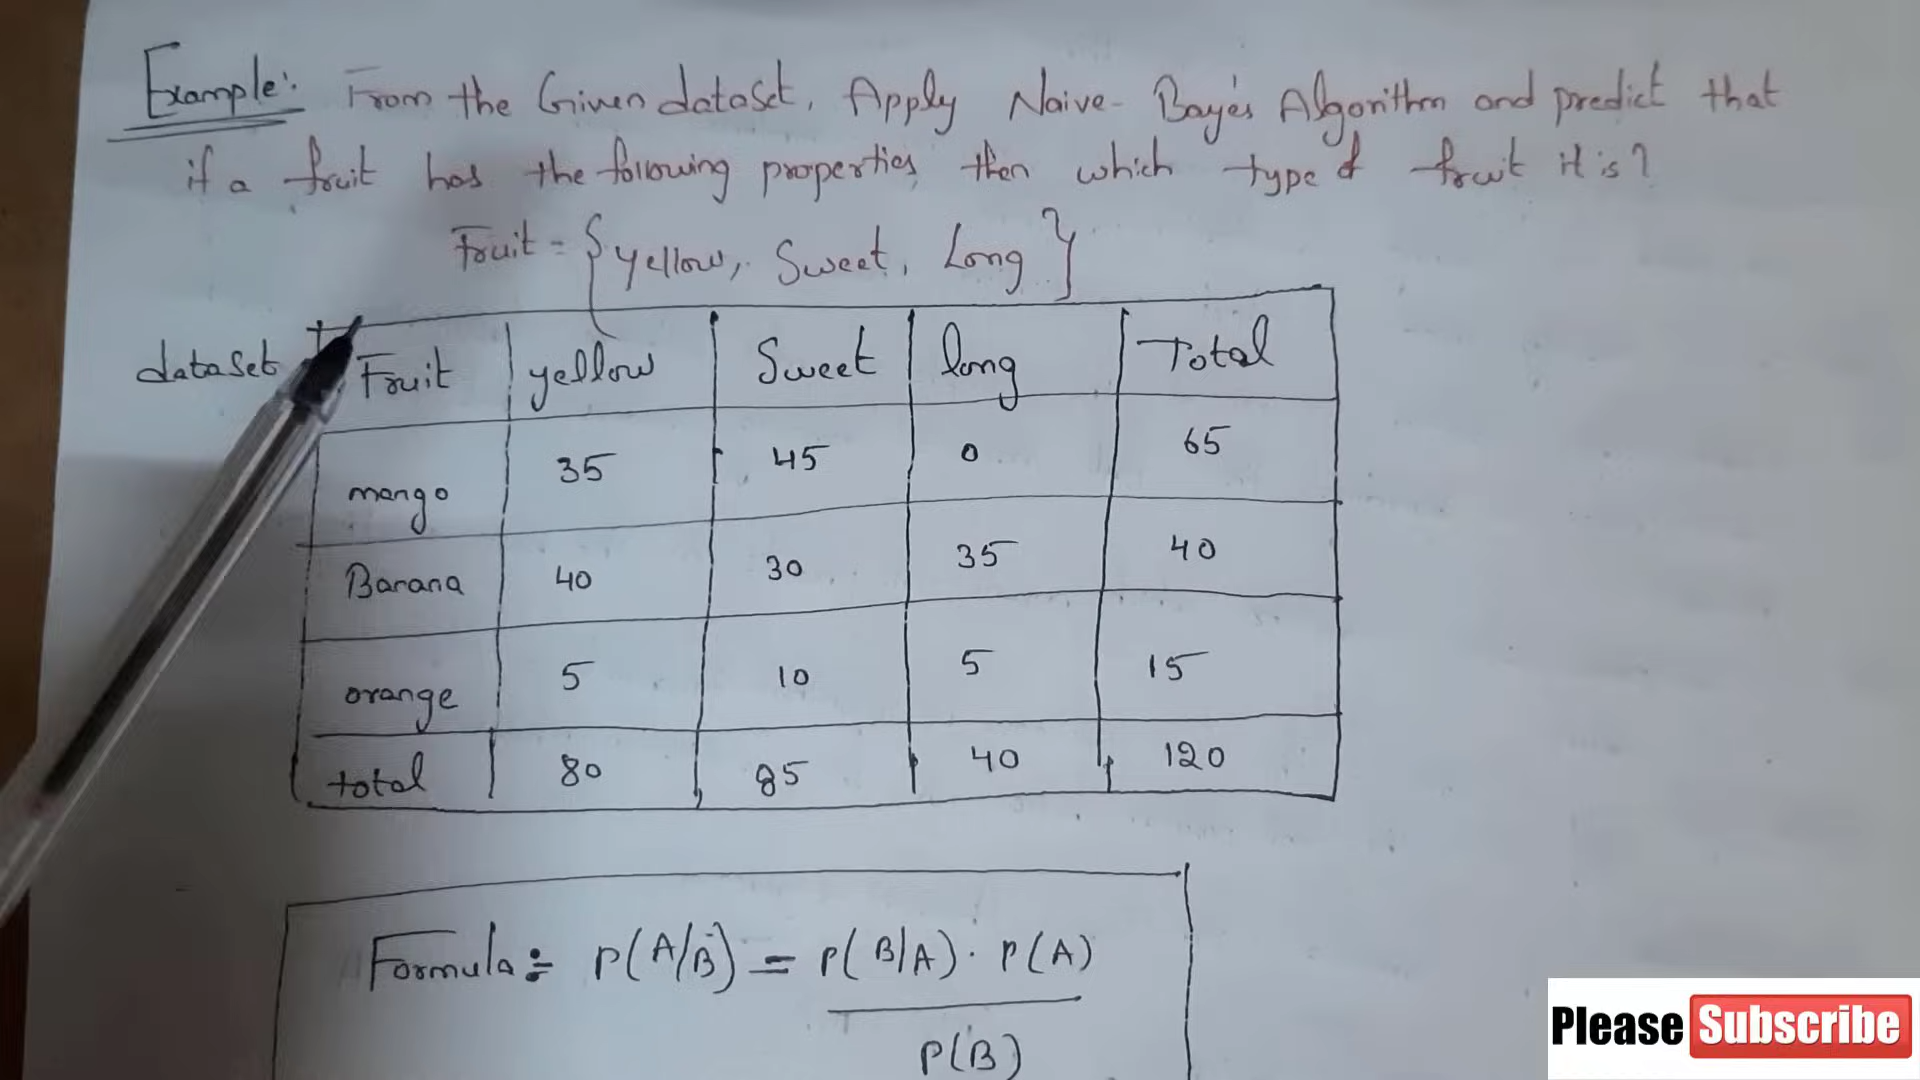 Example: From the Given dataset, Apply Naive-Baye's Algorithm and predict that
if a fruit has the following properties then which type of fruit it is?
Fruit = {yellow, Sweet, Long}
dataset
Fruit yellow Sweet long Total
mango 35 45 0 65
Banana 40 30 35 40
orange 5 10 5 15
total 80 85 40 120
Formula:- P(A/B) = P(B/A). P(A)
P(B)
Please Subscribe